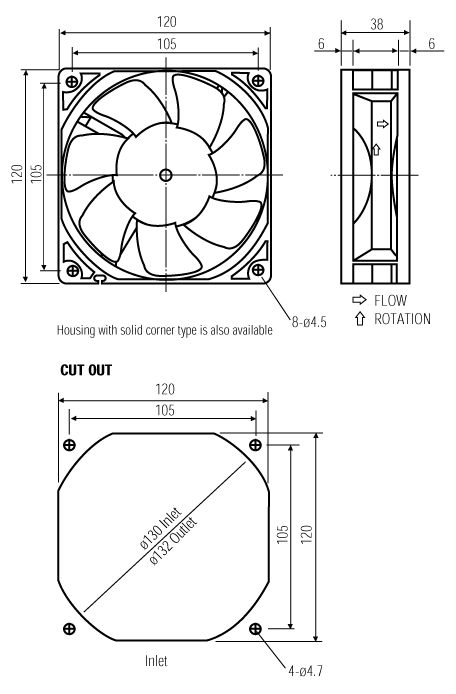 120
105
38
6
6
120
105
8-ø4.5
FLOW
ROTATION
Housing with solid corner type is also available
CUT OUT
120
105
ø130 Inlet
ø132 Outlet
105
120
Inlet
4-ø4.7